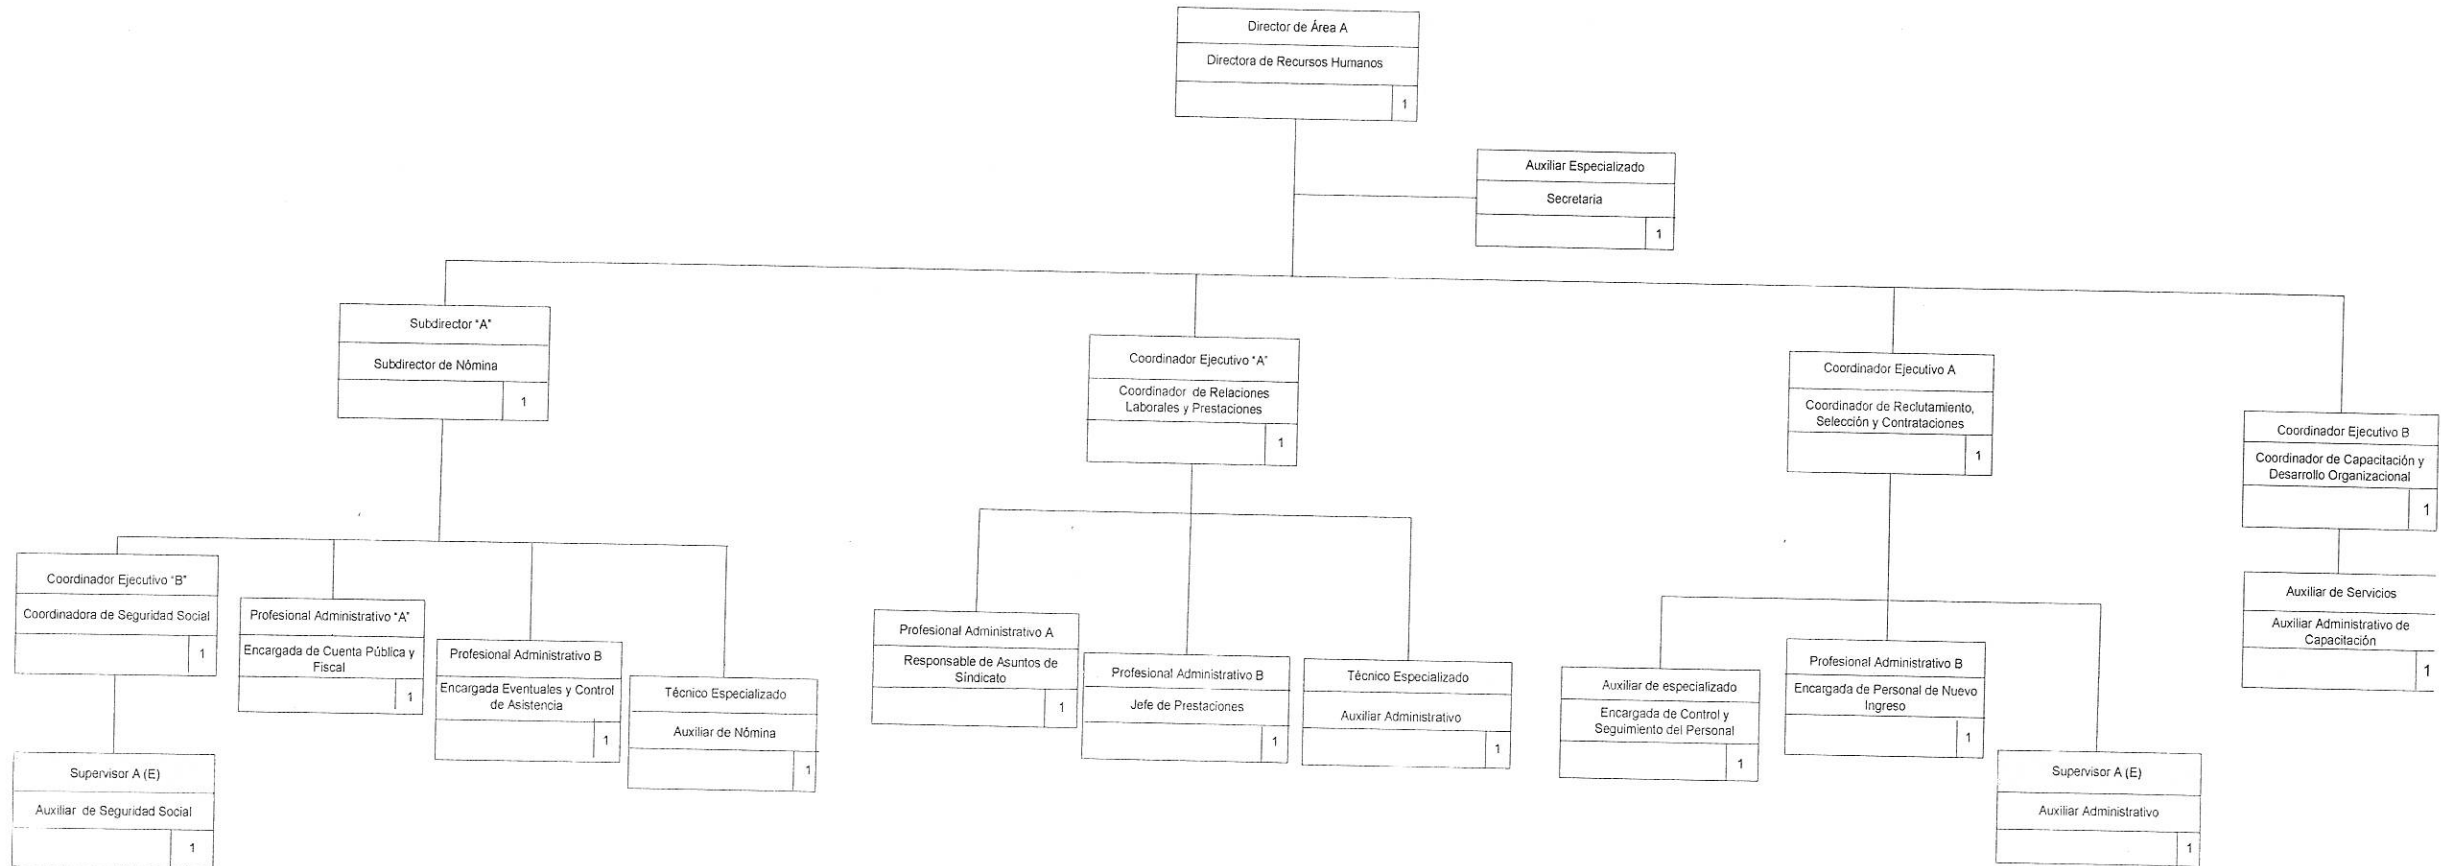 Director de Área A
Directora de Recursos Humanos
1
Auxiliar Especializado
Secretaria
1
Subdirector "A"
Subdirector de Nómina
1
Coordinador Ejecutivo "A"
Coordinador de Relaciones
Laborales y Prestaciones
1
Coordinador Ejecutivo A
Coordinador de Reclutamiento,
Selección y Contrataciones
1
Coordinador Ejecutivo B
Coordinador de Capacitación y
Desarrollo Organizacional
1
Coordinador Ejecutivo "B"
Coordinadora de Seguridad Social
1
Profesional Administrativo "A"
Encargada de Cuenta Pública y
Fiscal
1
Profesional Administrativo B
Encargada Eventuales y Control
de Asistencia
1
Técnico Especializado
Auxiliar de Nómina
1
Profesional Administrativo A
Responsable de Asuntos de
Síndicato
1
Profesional Administrativo B
Jefe de Prestaciones
1
Técnico Especializado
Auxiliar Administrativo
1
Auxiliar de especializado
Encargada de Control y
Seguimiento del Personal
1
Profesional Administrativo B
Encargada de Personal de Nuevo
Ingreso
1
Auxiliar de Servicios
Auxiliar Administrativo de
Capacitación
1
Supervisor A (E)
Auxiliar de Seguridad Social
1
Supervisor A (E)
Auxiliar Administrativo
1